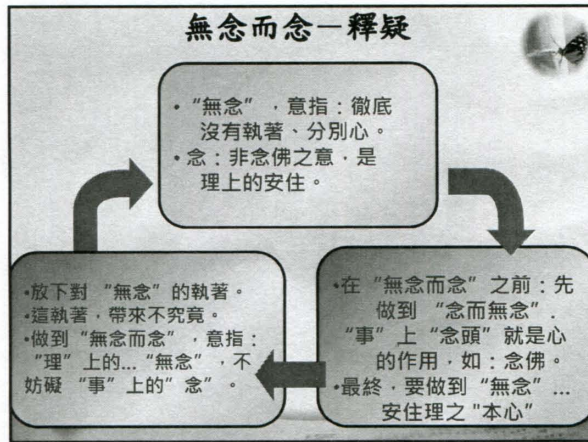 無念而念－釋疑
•“無念”，意指：徹底
沒有執著、分別心。
•念：非念佛之意，是
理上的安住。
•在“無念而念”之前：先
做到“念而無念”．
“事”上“念頭”就是心
的作用，如：念佛。
•最終，要做到“無念”...
安住理之"本心”
•放下對“無念”的執著。
•這執著，帶來不究竟。
•做到“無念而念”，意指：
“理”上的...“無念”，不
妨礙“事”上的”念”。